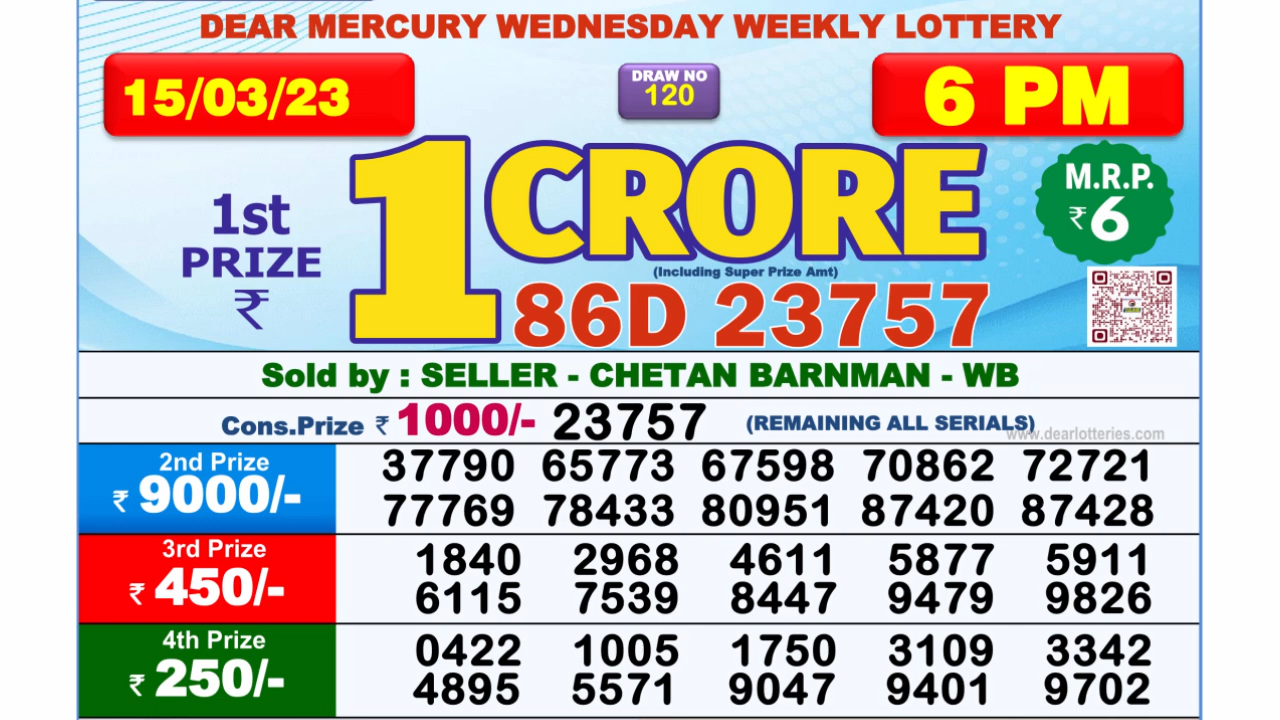 DEAR MERCURY WEDNESDAY WEEKLY LOTTERY
15/03/23
DRAW NO
120
6 PM
1st
PRIZE
₹
1 CRORE
(Including Super Prize Amt)
86D 23757
M.R.P.
₹ 6
Sold by : SELLER - CHETAN BARNMAN - WB
Cons.Prize ₹ 1000/- 23757 (REMAINING ALL SERIALS)
www.dearlotteries.com
2nd Prize
₹ 9000/-
37790 65773 67598 70862 72721
77769 78433 80951 87420 87428
3rd Prize
₹ 450/-
1840 2968 4611 5877 5911
6115 7539 8447 9479 9826
4th Prize
₹ 250/-
0422 1005 1750 3109 3342
4895 5571 9047 9401 9702